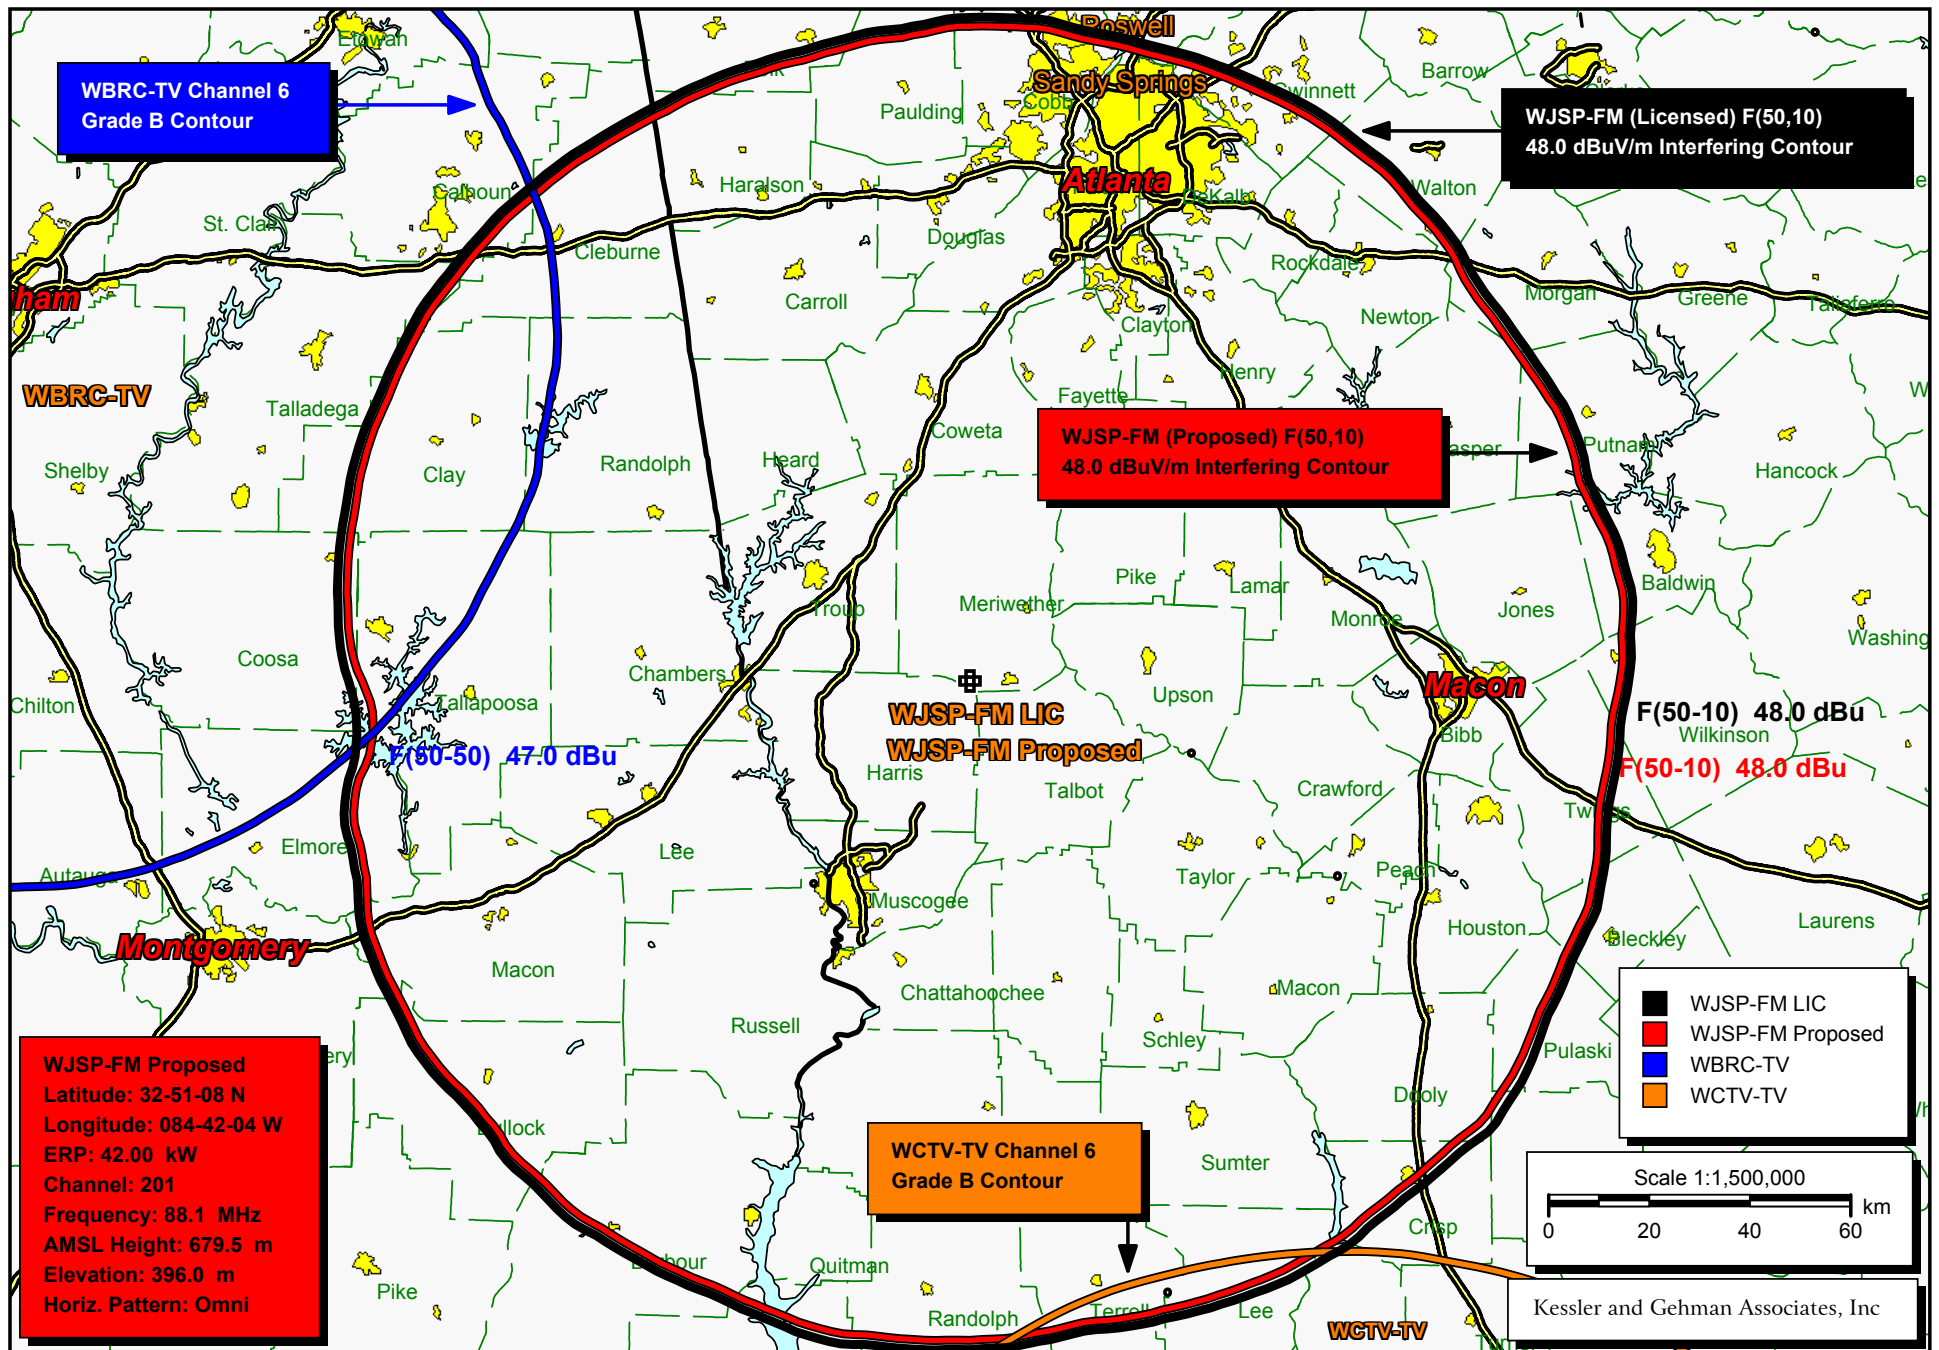 Roswell
Etowah
Sandy Springs
Barrow
WBRC-TV Channel 6
Grade B Contour
Paulding
Cobb
Gwinnett
WJSP-FM (Licensed) F(50,10)
48.0 dBuV/m Interfering Contour
Calhoun
Haralson
Atlanta
DeKalb
Walton
St. Clair
Cleburne
Douglas
Rockdale
Carroll
Clayton
Newton
Morgan
Greene
Taliaferro
WBRC-TV
Talladega
Henry
Fayette
Coweta
WJSP-FM (Proposed) F(50,10)
48.0 dBuV/m Interfering Contour
asper
Putnam
Hancock
Shelby
Clay
Randolph
Heard
Pike
Lamar
Baldwin
Troup
Meriwether
Monroe
Jones
Washing
Coosa
Chambers
Upson
Macon
Chilton
Tallapoosa
WJSP-FM LIC
WJSP-FM Proposed
F(50-10) 48.0 dBu
Wilkinson
Bibb
F(50-50) 47.0 dBu
F(50-10) 48.0 dBu
Harris
Talbot
Crawford
Twiggs
Elmore
Lee
Autauga
Taylor
Peach
Muscogee
Houston
Laurens
Bleckley
Montgomery
Macon
Chattahoochee
Macon
Russell
Schley
Pulaski
ery
WJSP-FM LIC
WJSP-FM Proposed
WBRC-TV
WCTV-TV
WJSP-FM Proposed
Latitude: 32-51-08 N
Longitude: 084-42-04 W
ERP: 42.00 kW
Channel: 201
Frequency: 88.1 MHz
AMSL Height: 679.5 m
Elevation: 396.0 m
Horiz. Pattern: Omni
Dooly
Bullock
WCTV-TV Channel 6
Grade B Contour
Sumter
Scale 1:1,500,000
km
0 20 40 60
Crisp
Barbour
Quitman
Pike
Randolph
Terrell
Lee
WCTV-TV
Kessler and Gehman Associates, Inc